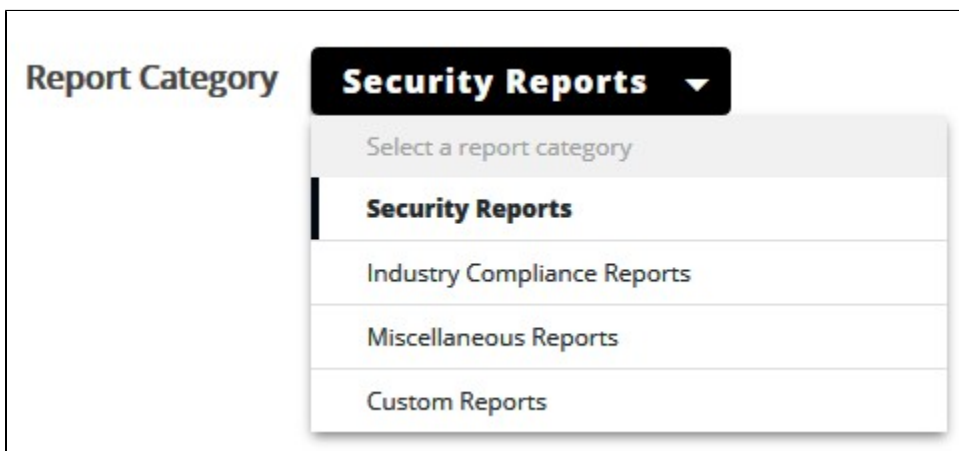 Report Category
Security Reports
Select a report category
Security Reports
Industry Compliance Reports
Miscellaneous Reports
Custom Reports